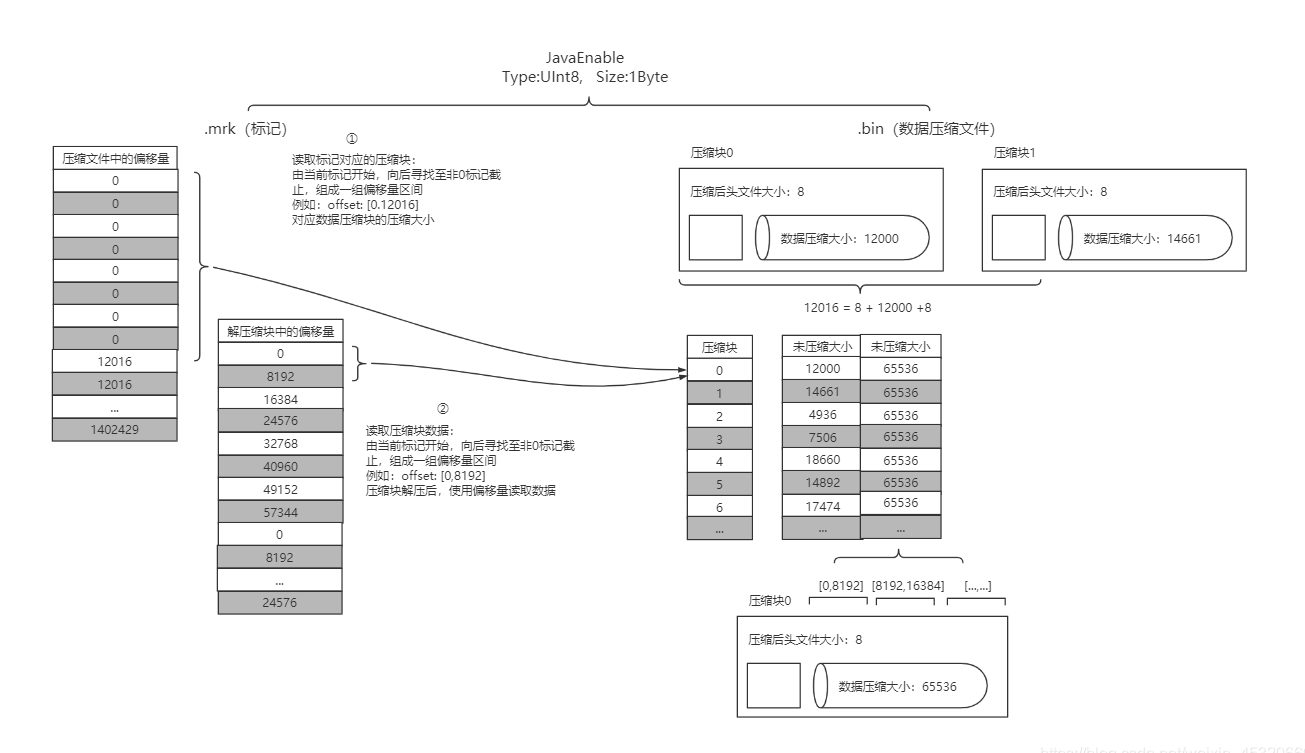 JavaEnable
Type:UInt8, Size:1Byte
.mrk（标记）
.bin（数据压缩文件）
压缩文件中的偏移量
0
0
0
0
0
0
0
0
12016
12016
...
1402429
①
读取标记对应的压缩块：
由当前标记开始，向后寻找至非0标记截
止，组成一组偏移量区间
例如：offset: [0.12016]
对应数据压缩块的压缩大小
解压缩块中的偏移量
0
8192
16384
24576
32768
40960
49152
57344
0
8192
...
24576
②
读取压缩块数据：
由当前标记开始，向后寻找至非0标记截
止，组成一组偏移量区间
例如：offset: [0,8192]
压缩块解压后，使用偏移量读取数据
压缩块0
压缩后头文件大小：8
数据压缩大小：12000
压缩块1
压缩后头文件大小：8
数据压缩大小：14661
12016 = 8 + 12000 +8
压缩块
0
1
2
3
4
5
6
...
未压缩大小
12000
14661
4936
7506
18660
14892
17474
...
未压缩大小
65536
65536
65536
65536
65536
65536
65536
...
[0,8192] [8192,16384] [...,...]
压缩块0
压缩后头文件大小：8
数据压缩大小：65536